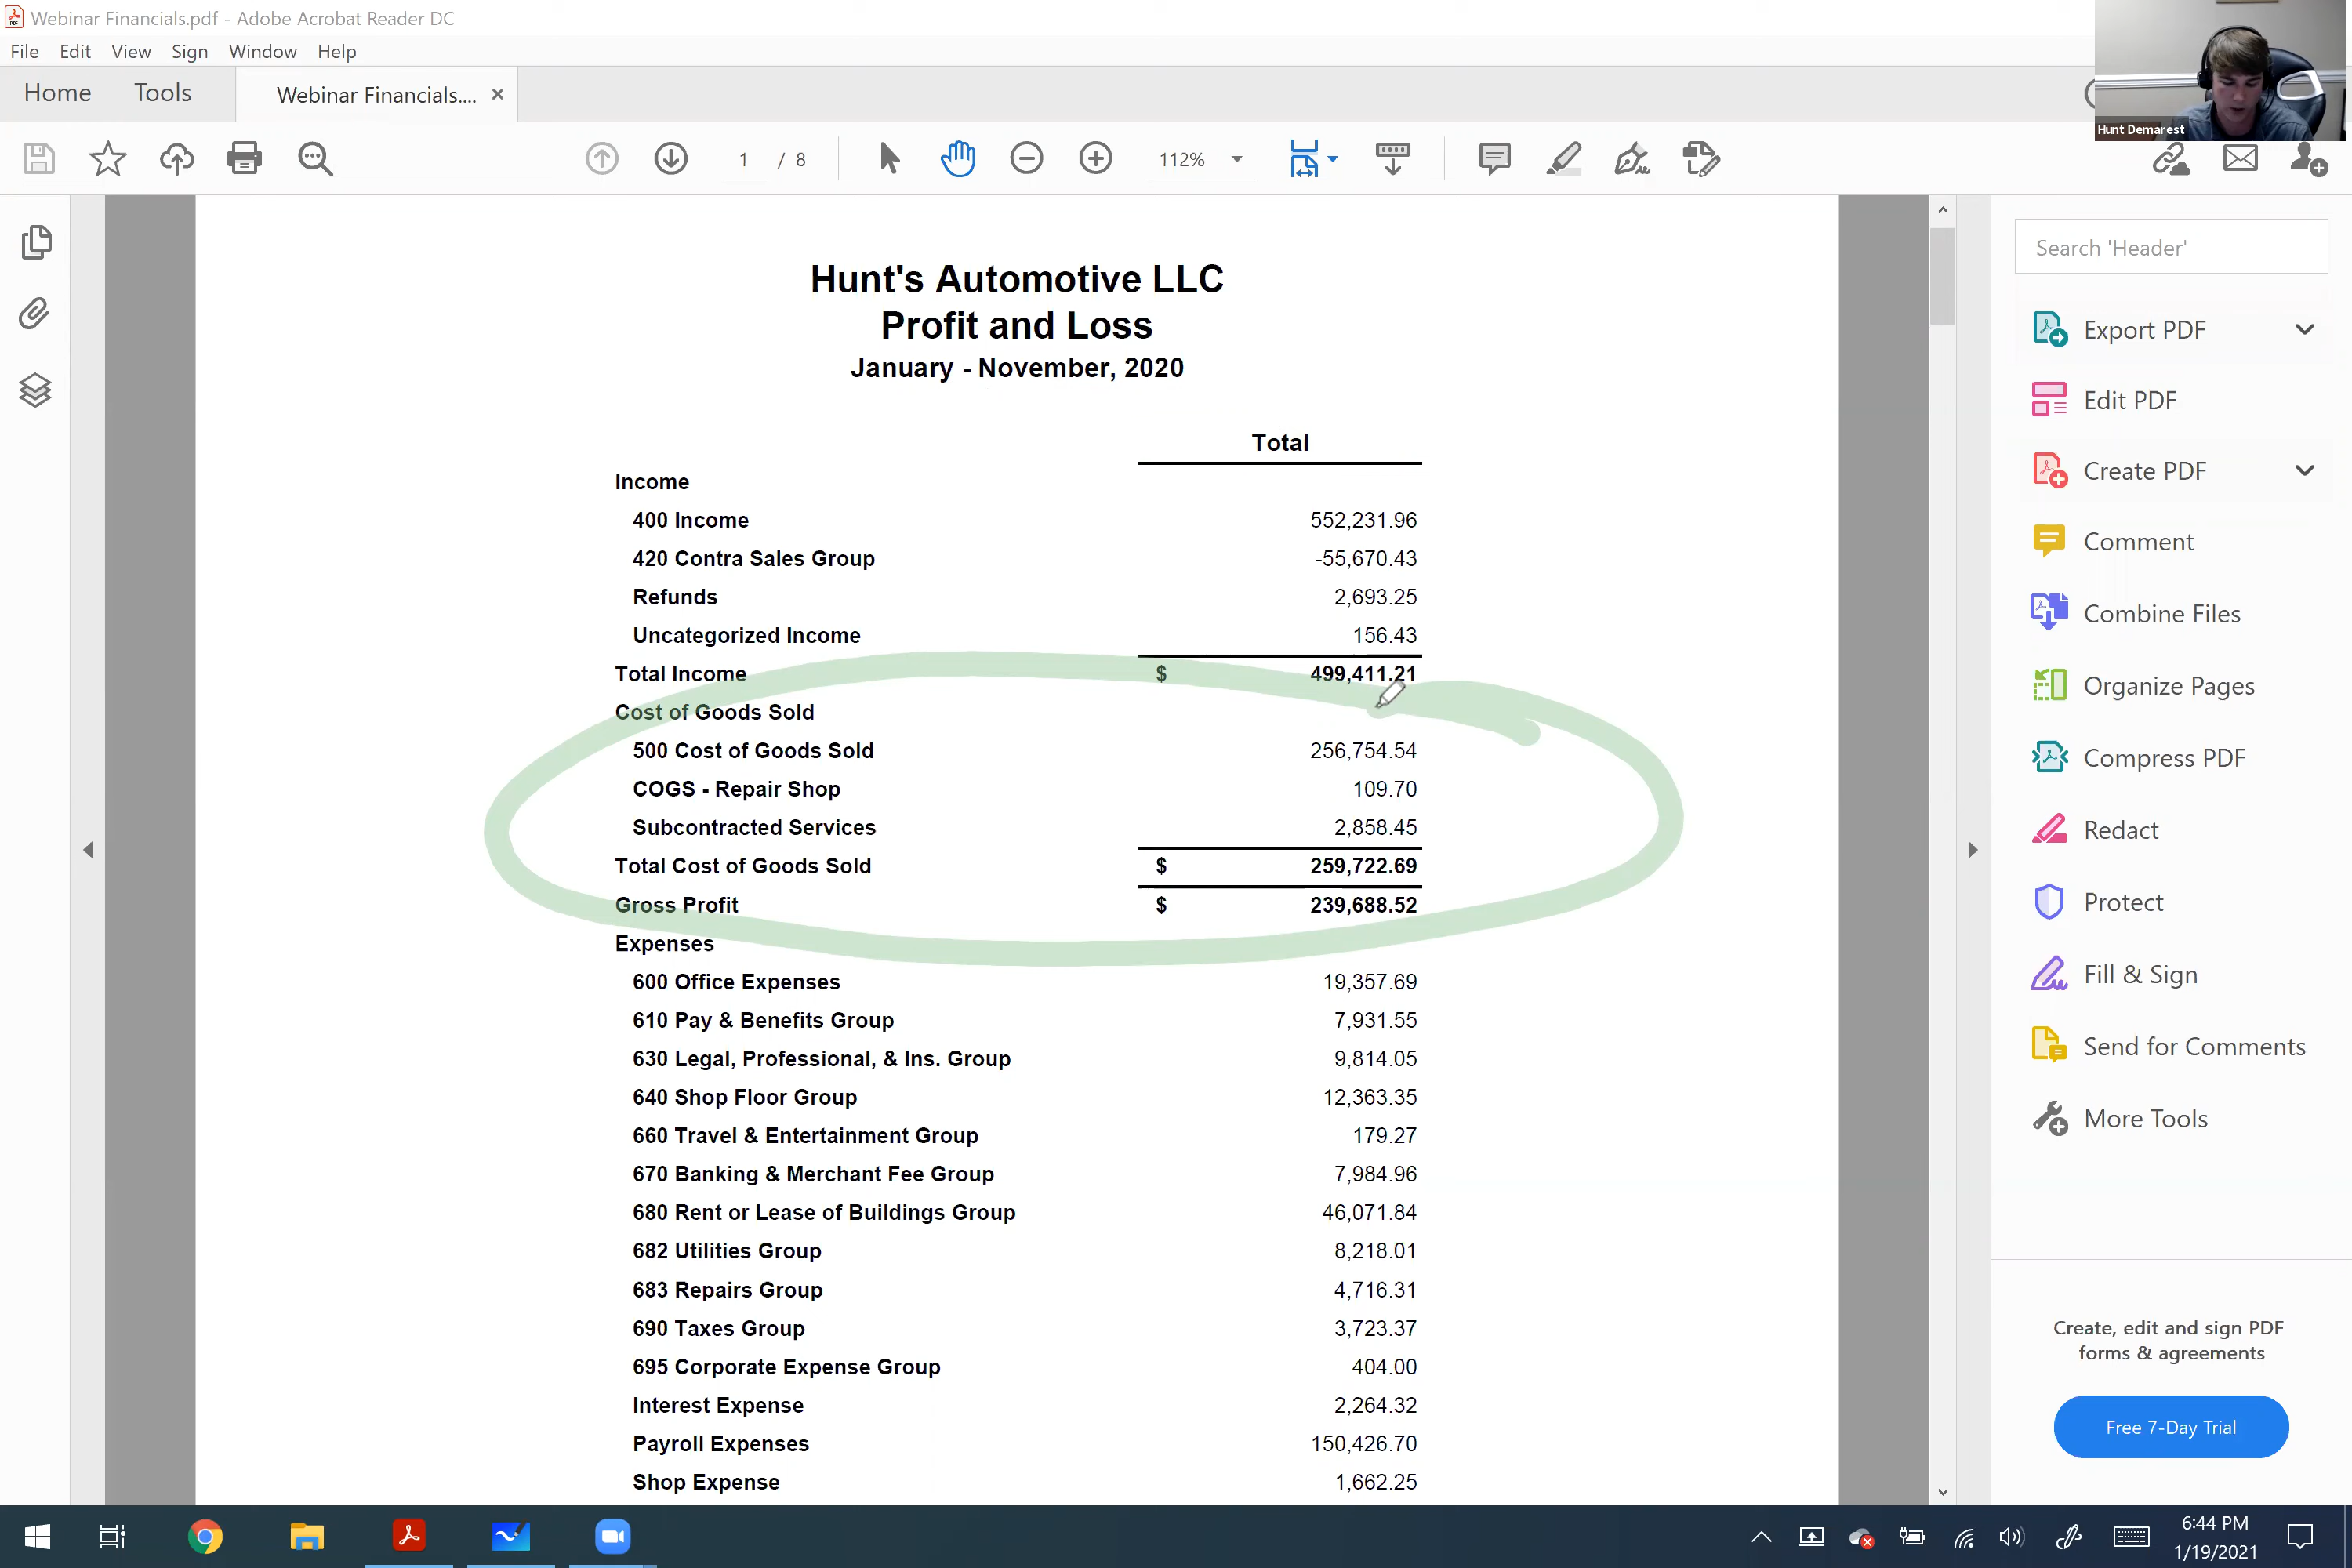 Webinar Financials.pdf - Adobe Acrobat Reader DC
File Edit View Sign Window Help
Home Tools Webinar Financials.... ×
Hunt Demarest
1 / 8 112%
Search 'Header'
Hunt's Automotive LLC
Profit and Loss
January - November, 2020
Total
Income
400 Income 552,231.96
420 Contra Sales Group -55,670.43
Refunds 2,693.25
Uncategorized Income 156.43
Total Income $ 499,411.21
Cost of Goods Sold
500 Cost of Goods Sold 256,754.54
COGS - Repair Shop 109.70
Subcontracted Services 2,858.45
Total Cost of Goods Sold $ 259,722.69
Gross Profit $ 239,688.52
Expenses
600 Office Expenses 19,357.69
610 Pay & Benefits Group 7,931.55
630 Legal, Professional, & Ins. Group 9,814.05
640 Shop Floor Group 12,363.35
660 Travel & Entertainment Group 179.27
670 Banking & Merchant Fee Group 7,984.96
680 Rent or Lease of Buildings Group 46,071.84
682 Utilities Group 8,218.01
683 Repairs Group 4,716.31
690 Taxes Group 3,723.37
695 Corporate Expense Group 404.00
Interest Expense 2,264.32
Payroll Expenses 150,426.70
Shop Expense 1,662.25
Export PDF
Edit PDF
Create PDF
Comment
Combine Files
Organize Pages
Compress PDF
Redact
Protect
Fill & Sign
Send for Comments
More Tools
Create, edit and sign PDF
forms & agreements
Free 7-Day Trial
6:44 PM
1/19/2021